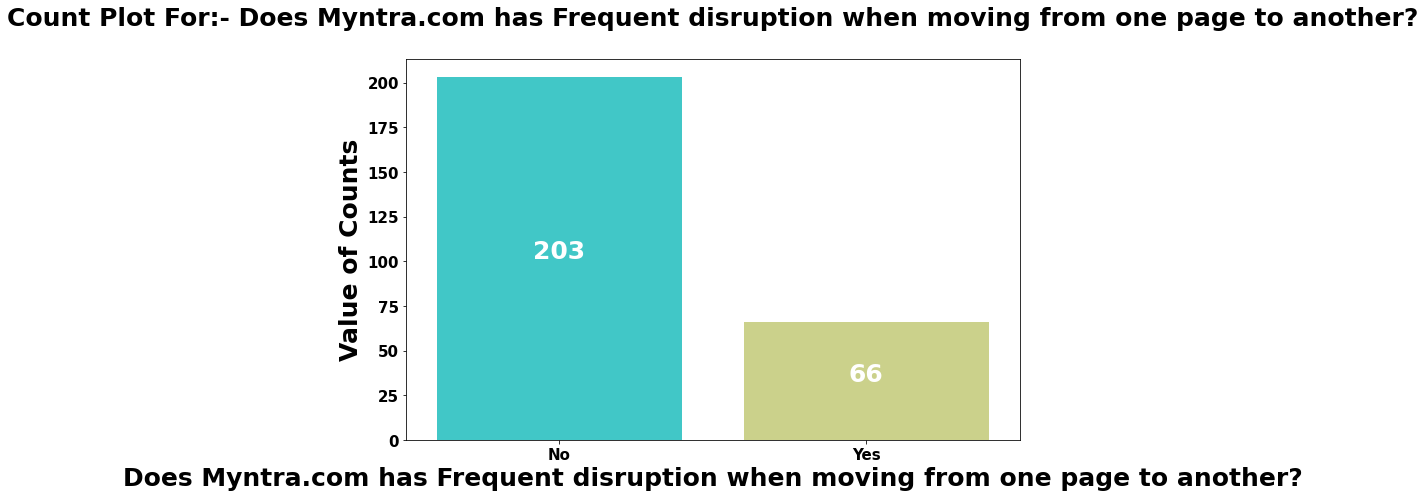 Count Plot For:- Does Myntra.com has Frequent disruption when moving from one page to another?
Value of Counts
200
175
150
125
100
75
50
25
0
203
66
No
Yes
Does Myntra.com has Frequent disruption when moving from one page to another?